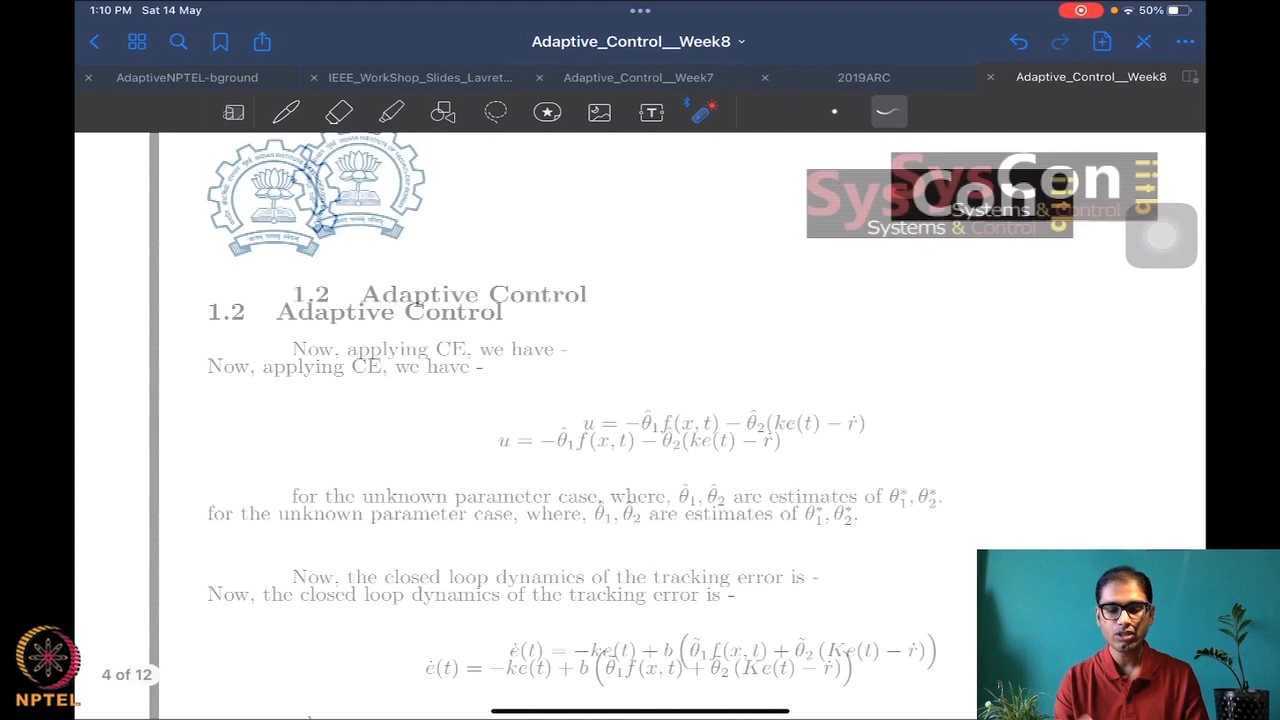 1:10 PM Sat 14 May
50%
Adaptive_Control__Week8
AdaptiveNPTEL-bground
IEEE_WorkShop_Slides_Lavret...
Adaptive_Control__Week7
2019ARC
Adaptive_Control__Week8
SysCon
Systems & Control
iitb
SysCon
Systems & Control
1.2 Adaptive Control
1.2 Adaptive Control
Now, applying CE, we have -
Now, applying CE, we have -
u = −θ̂₁f(x, t) − θ̂₂(ke(t) − ṙ)
u = −θ̂₁f(x, t) − θ̂₂(ke(t) − ṙ)
for the unknown parameter case, where, θ̂₁, θ̂₂ are estimates of θ₁*, θ₂*.
for the unknown parameter case, where, θ̂₁, θ̂₂ are estimates of θ₁*, θ₂*.
Now, the closed loop dynamics of the tracking error is -
Now, the closed loop dynamics of the tracking error is -
ė(t) = −ke(t) + b(θ̃₁f(x, t) + θ̃₂(Ke(t) − ṙ))
ė(t) = −ke(t) + b(θ̃₁f(x, t) + θ̃₂(Ke(t) − ṙ))
4 of 12
NPTEL